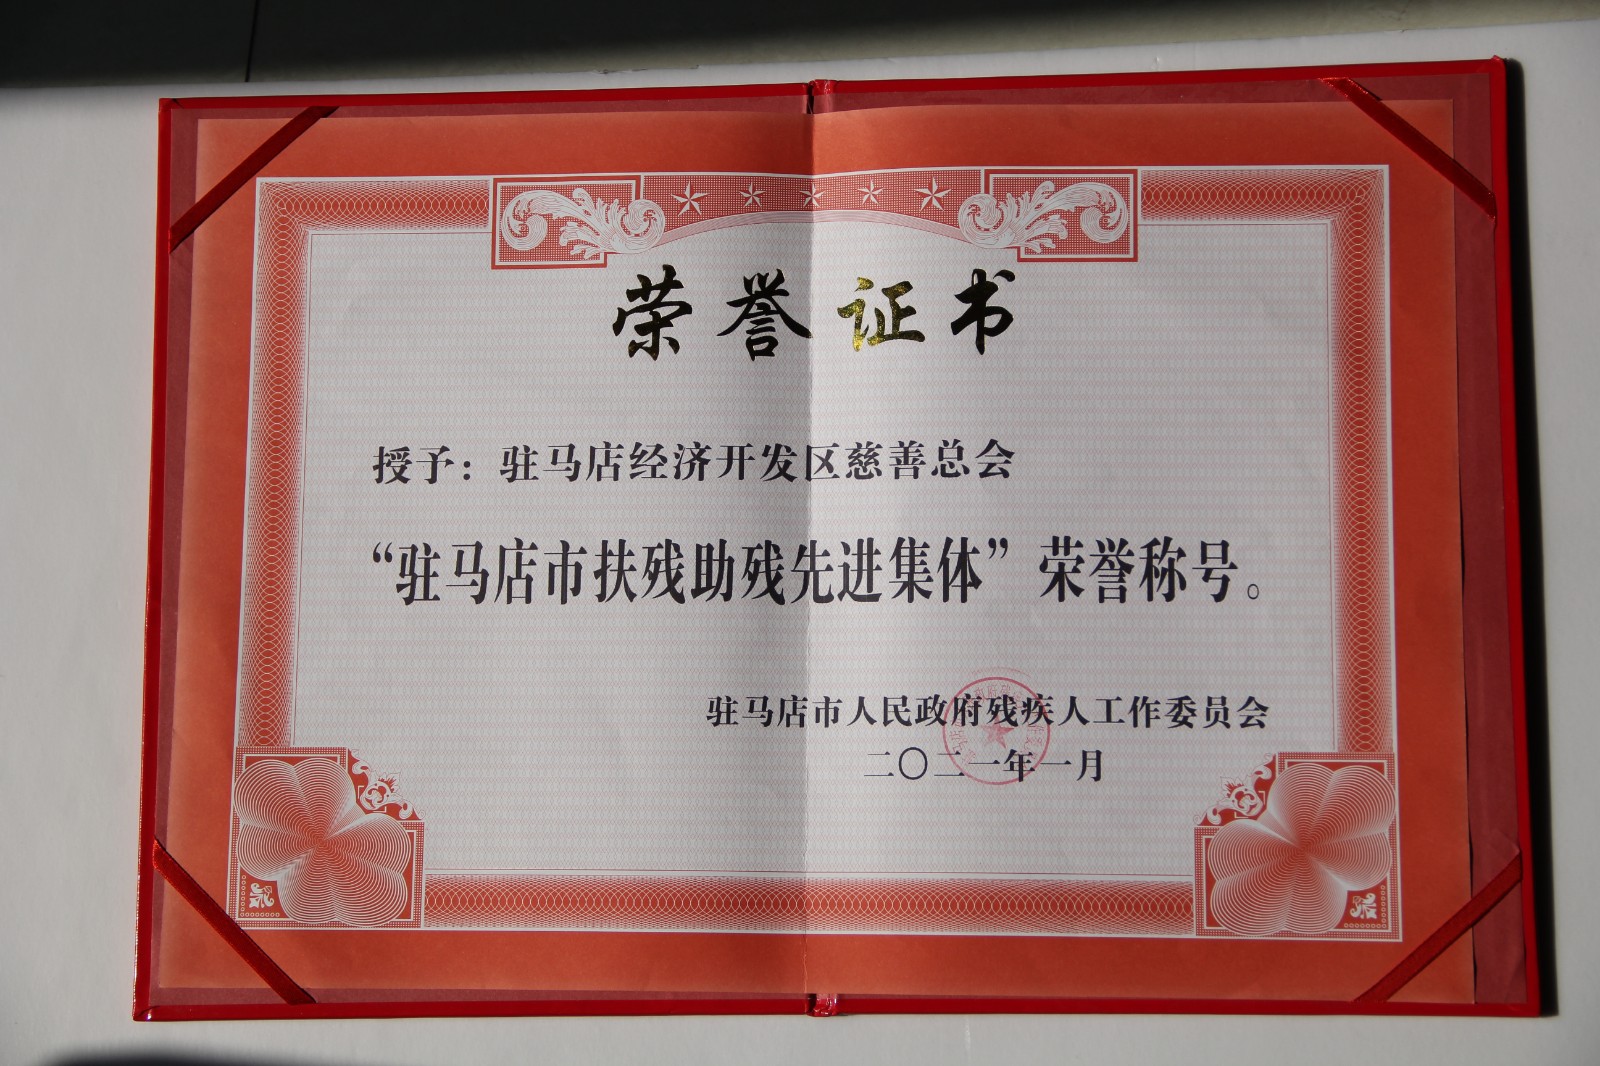 荣誉证书
授予：驻马店经济开发区慈善总会
“驻马店市扶残助残先进集体”荣誉称号。
驻马店市人民政府残疾人工作委员会
二〇二一年一月